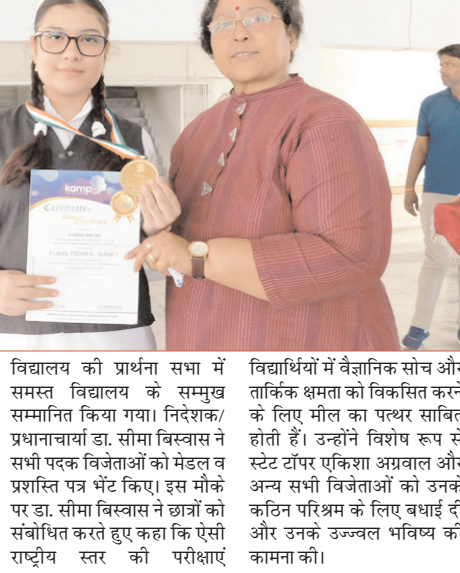 kamp
Certificate
CLASS TOPPER - RANK 1
विद्यालय की प्रार्थना सभा में
समस्त विद्यालय के सम्मुख
सम्मानित किया गया। निदेशक/
प्रधानाचार्या डा. सीमा बिस्वास ने
सभी पदक विजेताओं को मेडल व
प्रशस्ति पत्र भेंट किए। इस मौके
पर डा. सीमा बिस्वास ने छात्रों को
संबोधित करते हुए कहा कि ऐसी
राष्ट्रीय स्तर की परीक्षाएं
विद्यार्थियों में वैज्ञानिक सोच और
तार्किक क्षमता को विकसित करने
के लिए मील का पत्थर साबित
होती हैं। उन्होंने विशेष रूप से
स्टेट टॉपर एकिशा अग्रवाल और
अन्य सभी विजेताओं को उनके
कठिन परिश्रम के लिए बधाई दी
और उनके उज्ज्वल भविष्य की
कामना की।